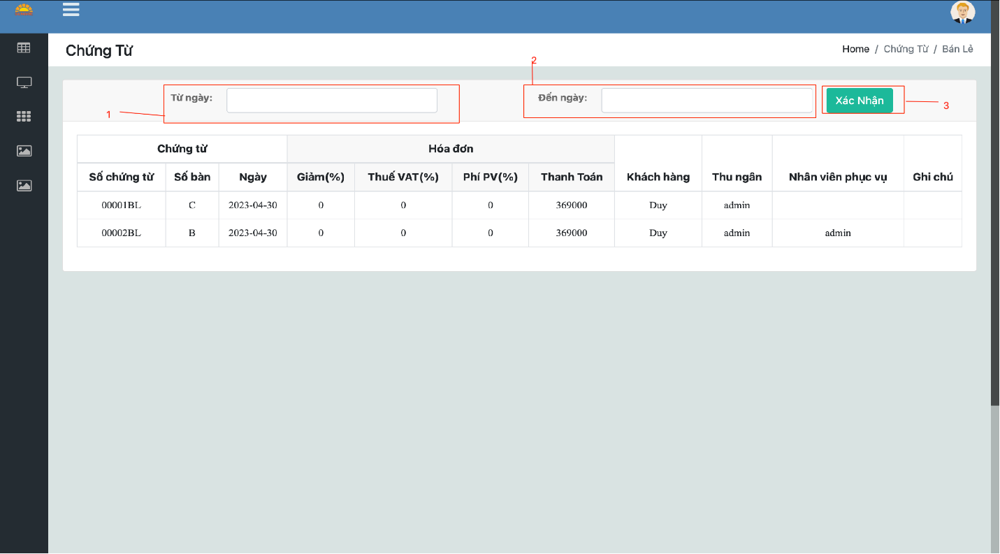 Chứng Từ
Home / Chứng Từ / Bán Lẻ
2
Từ ngày:
Đến ngày:
Xác Nhận
1
3
Chứng từ Hóa đơn
Số chứng từ Số bàn Ngày Giảm(%) Thuế VAT(%) Phí PV(%) Thanh Toán Khách hàng Thu ngân Nhân viên phục vụ Ghi chú
00001BL C 2023-04-30 0 0 0 369000 Duy admin
00002BL B 2023-04-30 0 0 0 369000 Duy admin admin